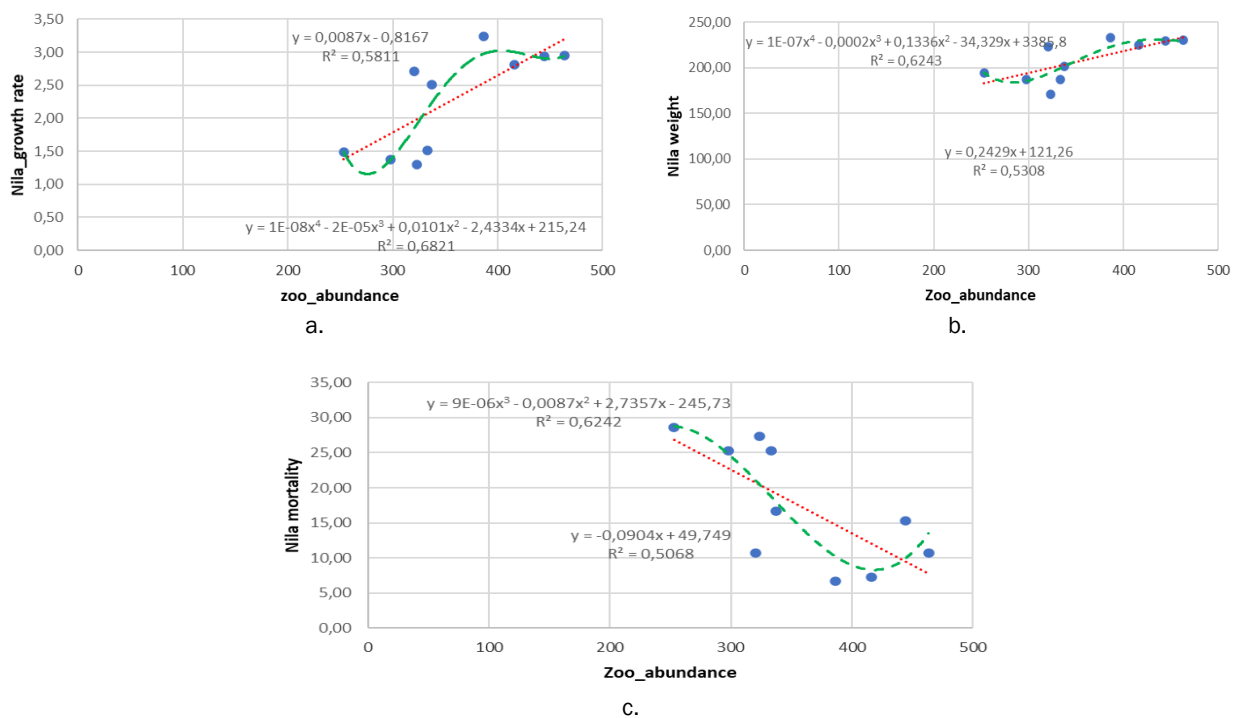 3,50
3,00
2,50
2,00
1,50
1,00
0,50
0,00
Nila_growth rate
y = 0,0087x - 0,8167
R² = 0,5811
y = 1E-08x⁴ - 2E-05x³ + 0,0101x² - 2,4334x + 215,24
R² = 0,6821
0 100 200 300 400 500
zoo_abundance
a.
250,00
200,00
150,00
100,00
50,00
0,00
Nila weight
y = 1E-07x⁴ - 0,0002x³ + 0,1336x² - 34,329x + 3385,8
R² = 0,6243
y = 0,2429x + 121,26
R² = 0,5308
0 100 200 300 400 500
Zoo_abundance
b.
35,00
30,00
25,00
20,00
15,00
10,00
5,00
0,00
Nila mortality
y = 9E-06x³ - 0,0087x² + 2,7357x - 245,73
R² = 0,6242
y = -0,0904x + 49,749
R² = 0,5068
0 100 200 300 400 500
Zoo_abundance
c.